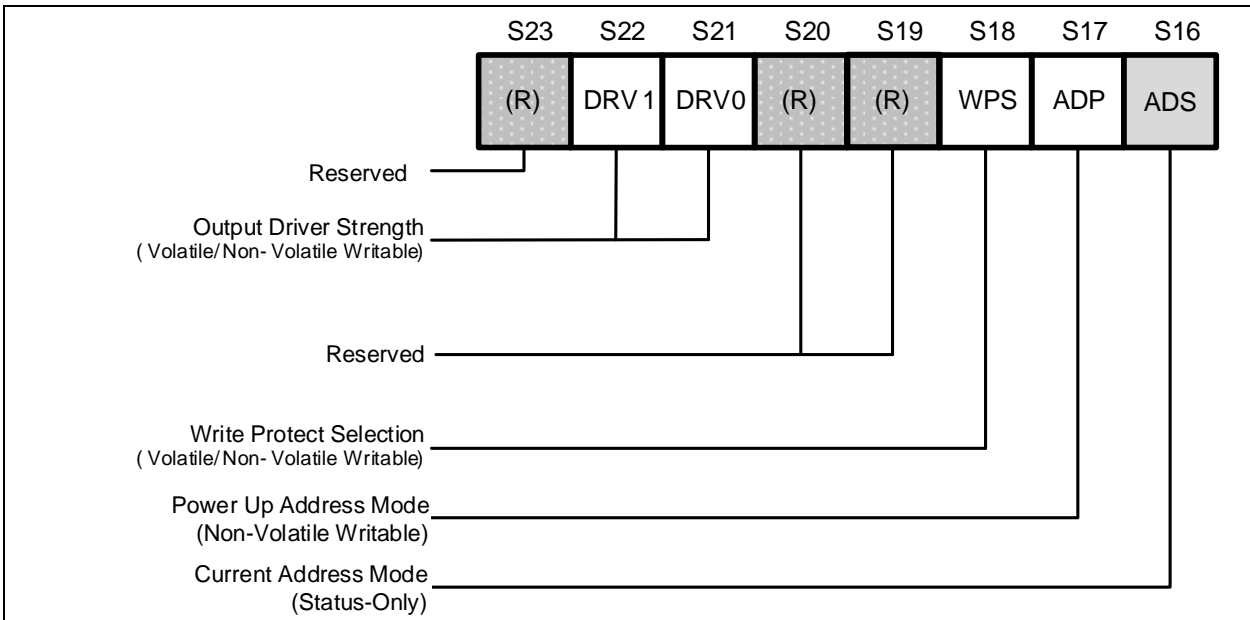 S23 S22 S21 S20 S19 S18 S17 S16
(R) DRV1 DRV0 (R) (R) WPS ADP ADS
Reserved
Output Driver Strength
( Volatile/Non- Volatile Writable)
Reserved
Write Protect Selection
( Volatile/Non- Volatile Writable)
Power Up Address Mode
(Non-Volatile Writable)
Current Address Mode
(Status-Only)